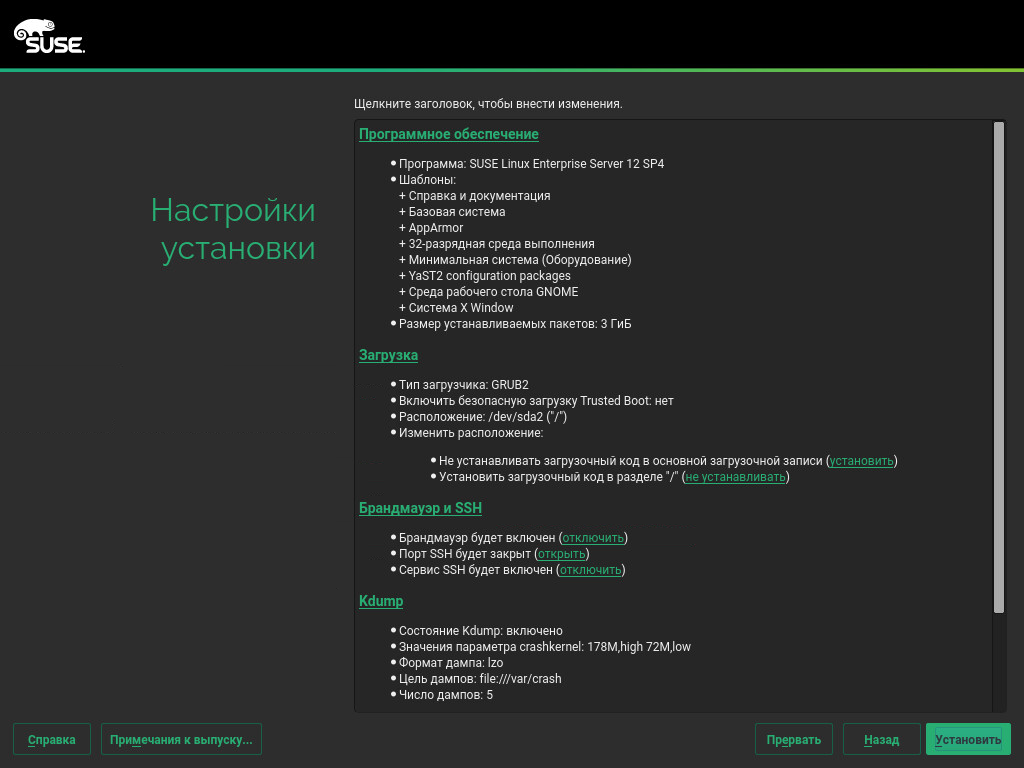 SUSE.
Щелкните заголовок, чтобы внести изменения.
Настройки
установки
Программное обеспечение
Программа: SUSE Linux Enterprise Server 12 SP4
Шаблоны:
+ Справка и документация
+ Базовая система
+ AppArmor
+ 32-разрядная среда выполнения
+ Минимальная система (Оборудование)
+ YaST2 configuration packages
+ Среда рабочего стола GNOME
+ Система X Window
Размер устанавливаемых пакетов: 3 ГиБ
Загрузка
Тип загрузчика: GRUB2
Включить безопасную загрузку Trusted Boot: нет
Расположение: /dev/sda2 ("/")
Изменить расположение:
Не устанавливать загрузочный код в основной загрузочной записи (установить)
Установить загрузочный код в разделе "/" (не устанавливать)
Брандмауэр и SSH
Брандмауэр будет включен (отключить)
Порт SSH будет закрыт (открыть)
Сервис SSH будет включен (отключить)
Kdump
Состояние Kdump: включено
Значения параметра crashkernel: 178M,high 72M,low
Формат дампа: lzo
Цель дампов: file:///var/crash
Число дампов: 5
Справка
Примечания к выпуску...
Прервать
Назад
Установить